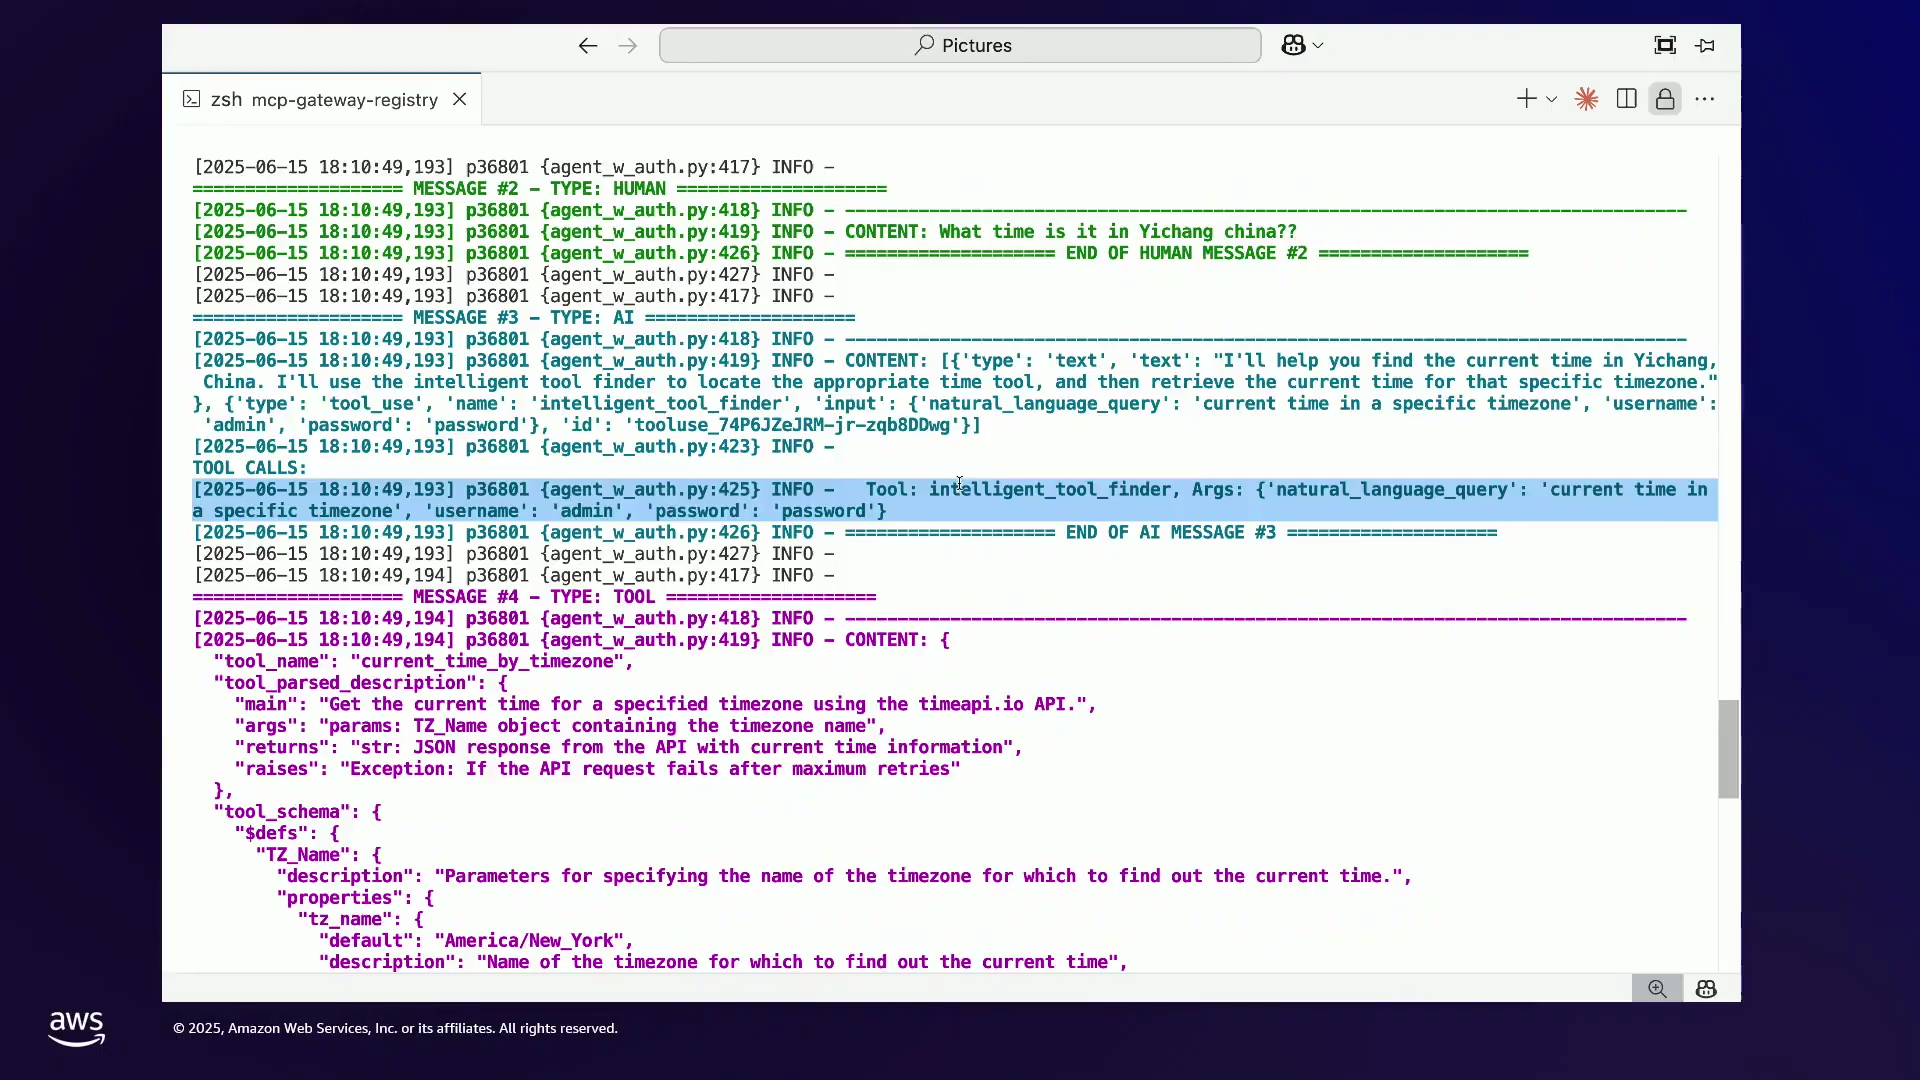 Pictures
zsh mcp-gateway-registry
[2025-06-15 18:10:49,193] p36801 {agent_w_auth.py:417} INFO -
==================== MESSAGE #2 - TYPE: HUMAN ====================
[2025-06-15 18:10:49,193] p36801 {agent_w_auth.py:418} INFO - --------------------------------------------------------------------------------
[2025-06-15 18:10:49,193] p36801 {agent_w_auth.py:419} INFO - CONTENT: What time is it in Yichang china??
[2025-06-15 18:10:49,193] p36801 {agent_w_auth.py:426} INFO - ==================== END OF HUMAN MESSAGE #2 ====================
[2025-06-15 18:10:49,193] p36801 {agent_w_auth.py:427} INFO -
[2025-06-15 18:10:49,193] p36801 {agent_w_auth.py:417} INFO -
==================== MESSAGE #3 - TYPE: AI ====================
[2025-06-15 18:10:49,193] p36801 {agent_w_auth.py:418} INFO - --------------------------------------------------------------------------------
[2025-06-15 18:10:49,193] p36801 {agent_w_auth.py:419} INFO - CONTENT: [{'type': 'text', 'text': "I'll help you find the current time in Yichang,
China. I'll use the intelligent tool finder to locate the appropriate time tool, and then retrieve the current time for that specific timezone."
}, {'type': 'tool_use', 'name': 'intelligent_tool_finder', 'input': {'natural_language_query': 'current time in a specific timezone', 'username':
'admin', 'password': 'password'}, 'id': 'tooluse_74P6JZeJRM-jr-zqb8DDwg'}]
[2025-06-15 18:10:49,193] p36801 {agent_w_auth.py:423} INFO -
TOOL CALLS:
[2025-06-15 18:10:49,193] p36801 {agent_w_auth.py:425} INFO -   Tool: intelligent_tool_finder, Args: {'natural_language_query': 'current time in
a specific timezone', 'username': 'admin', 'password': 'password'}
[2025-06-15 18:10:49,193] p36801 {agent_w_auth.py:426} INFO - ==================== END OF AI MESSAGE #3 ====================
[2025-06-15 18:10:49,193] p36801 {agent_w_auth.py:427} INFO -
[2025-06-15 18:10:49,194] p36801 {agent_w_auth.py:417} INFO -
==================== MESSAGE #4 - TYPE: TOOL ====================
[2025-06-15 18:10:49,194] p36801 {agent_w_auth.py:418} INFO - --------------------------------------------------------------------------------
[2025-06-15 18:10:49,194] p36801 {agent_w_auth.py:419} INFO - CONTENT: {
"tool_name": "current_time_by_timezone",
"tool_parsed_description": {
"main": "Get the current time for a specified timezone using the timeapi.io API.",
"args": "params: TZ_Name object containing the timezone name",
"returns": "str: JSON response from the API with current time information",
"raises": "Exception: If the API request fails after maximum retries"
},
"tool_schema": {
"$defs": {
"TZ_Name": {
"description": "Parameters for specifying the name of the timezone for which to find out the current time.",
"properties": {
"tz_name": {
"default": "America/New_York",
"description": "Name of the timezone for which to find out the current time",
aws
© 2025, Amazon Web Services, Inc. or its affiliates. All rights reserved.